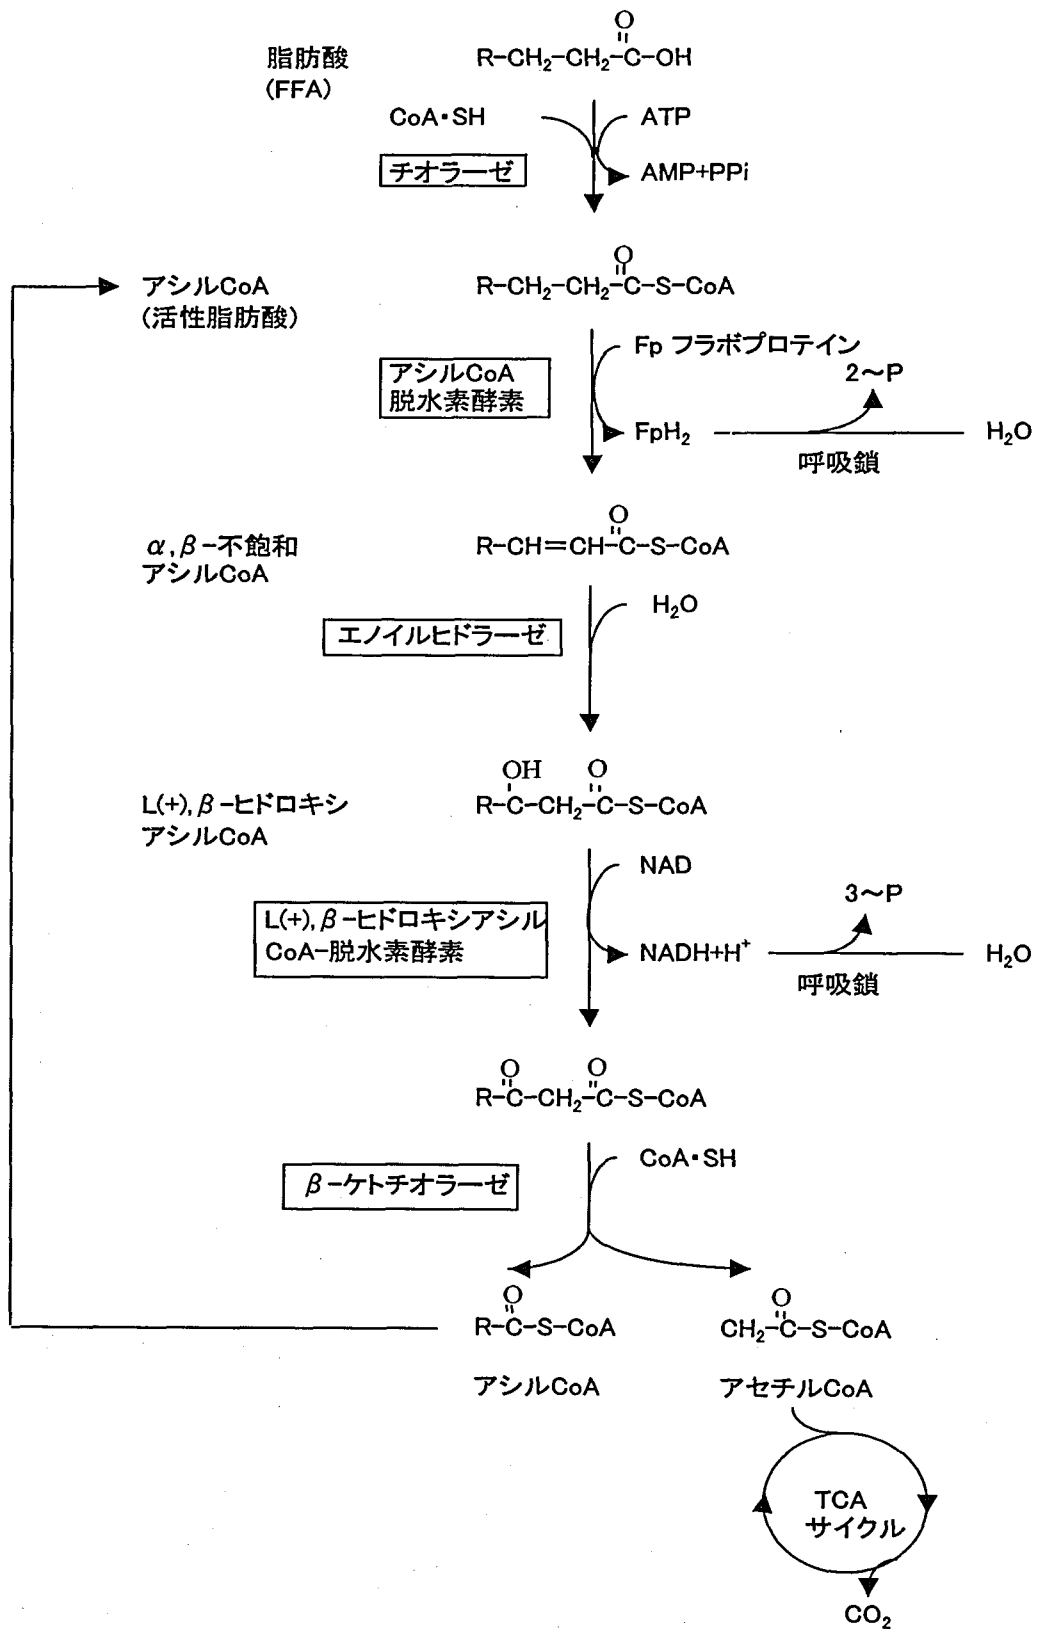 脂肪酸
(FFA)
O
R-CH₂-CH₂-C-OH
CoA・SH
ATP
チオラーゼ
AMP+PPi
アシルCoA
(活性脂肪酸)
O
R-CH₂-CH₂-C-S-CoA
Fp フラボプロテイン
アシルCoA
脱水素酵素
2~P
FpH₂
H₂O
呼吸鎖
α,β-不飽和
アシルCoA
O
R-CH=CH-C-S-CoA
H₂O
エノイルヒドラーゼ
OH O
L(+),β-ヒドロキシ
アシルCoA
R-C-CH₂-C-S-CoA
NAD
L(+),β-ヒドロキシアシル
CoA-脱水素酵素
3~P
NADH+H⁺
H₂O
呼吸鎖
O O
R-C-CH₂-C-S-CoA
CoA・SH
β-ケトチオラーゼ
O
R-C-S-CoA
アシルCoA
O
CH₂-C-S-CoA
アセチルCoA
TCA
サイクル
CO₂